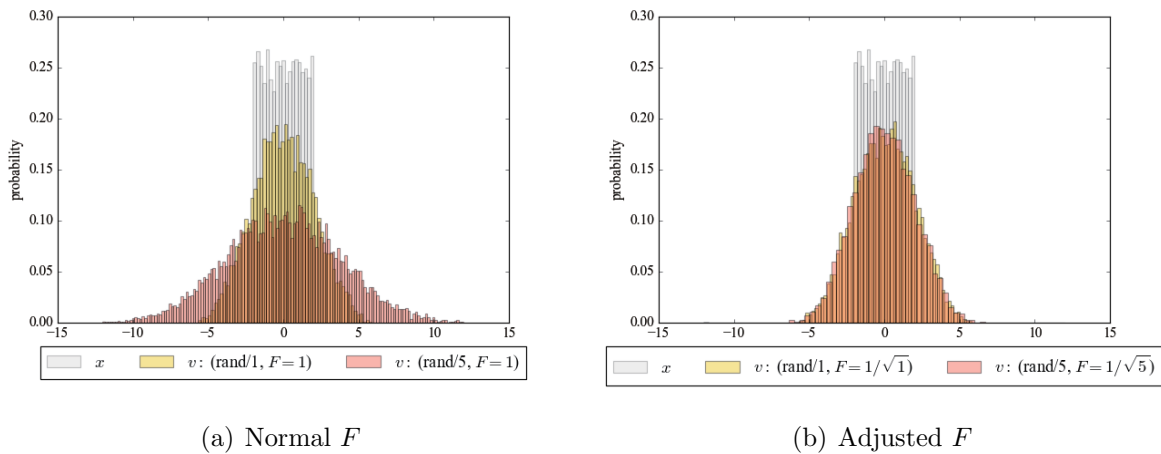 0.30
0.25
0.20
0.15
0.10
0.05
0.00
probability
−15 −10 −5 0 5 10 15
x v: (rand/1, F=1) v: (rand/5, F=1)
(a) Normal F
0.30
0.25
0.20
0.15
0.10
0.05
0.00
probability
−15 −10 −5 0 5 10 15
x v: (rand/1, F=1/√1) v: (rand/5, F=1/√5)
(b) Adjusted F